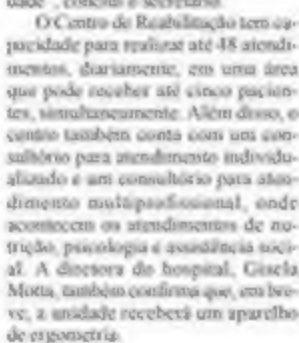 dade", conclui o secretário.
O Centro de Reabilitação tem ca-
pacidade para realizar até 48 atendi-
mentos, diariamente, em uma área
que pode receber até cinco pacien-
tes, simultaneamente. Além disso, o
centro também conta com um con-
sultório para atendimento individu-
alizado e um consultório para aten-
dimento multiprofissional, onde
acontecem os atendimentos de nu-
trição, psicologia e assistência soci-
al. A diretora do hospital, Gisela
Motta, também confirma que, em bre-
ve, a unidade receberá um aparelho
de ergometria.